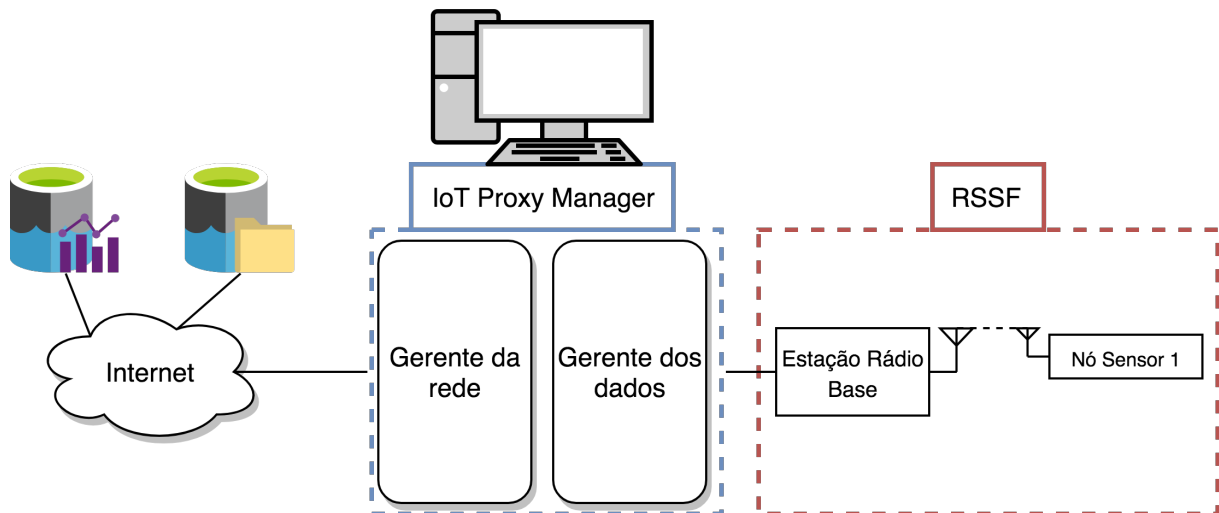 IoT Proxy Manager
RSSF
Internet
Gerente da
rede
Gerente dos
dados
Estação Rádio
Base
Nó Sensor 1